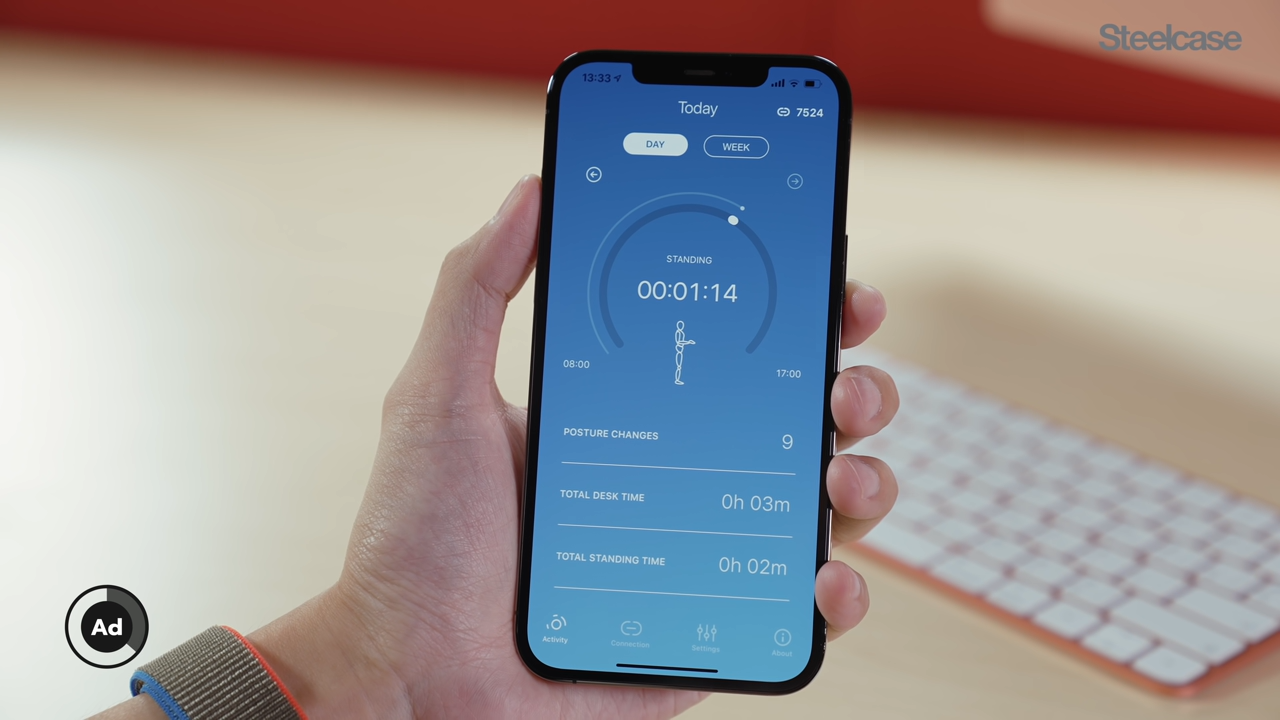 Steelcase
13:33
Today
7524
DAY
WEEK
STANDING
00:01:14
08:00
17:00
POSTURE CHANGES
9
TOTAL DESK TIME
0h 03m
TOTAL STANDING TIME
0h 02m
Activity
Connection
Settings
About
Ad